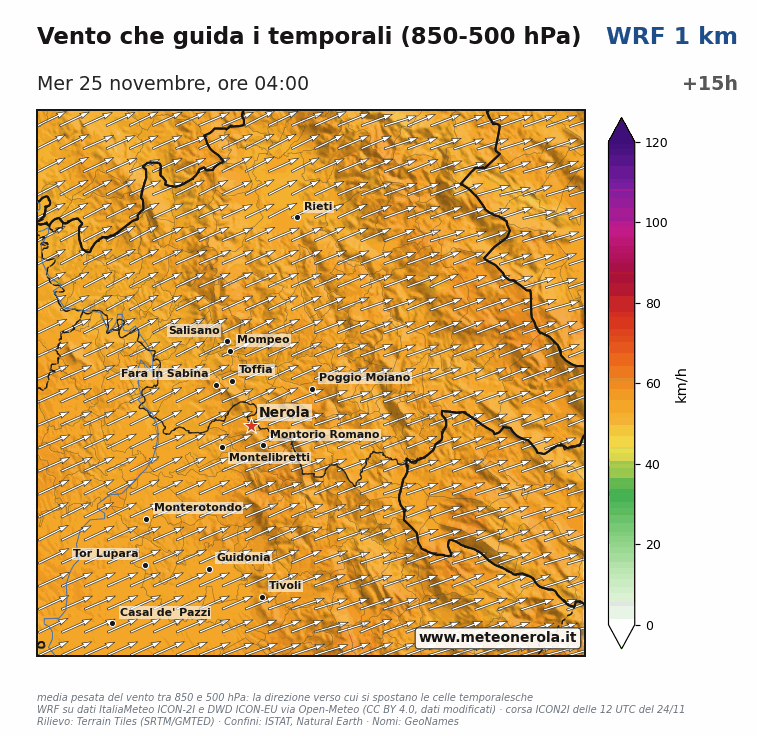 Vento che guida i temporali (850-500 hPa) WRF 1 km
Mer 25 novembre, ore 04:00 +15h
120
100
80
60
40
20
0
km/h
Rieti
Salisano
Mompeo
Fara in Sabina
Toffia
Poggio Moiano
Nerola
Montorio Romano
Montelibretti
Monterotondo
Tor Lupara
Guidonia
Tivoli
Casal de' Pazzi
www.meteonerola.it
media pesata del vento tra 850 e 500 hPa: la direzione verso cui si spostano le celle temporalesche
WRF su dati ItaliaMeteo ICON-2I e DWD ICON-EU via Open-Meteo (CC BY 4.0, dati modificati) · corsa ICON2I delle 12 UTC del 24/11
Rilievo: Terrain Tiles (SRTM/GMTED) · Confini: ISTAT, Natural Earth · Nomi: GeoNames